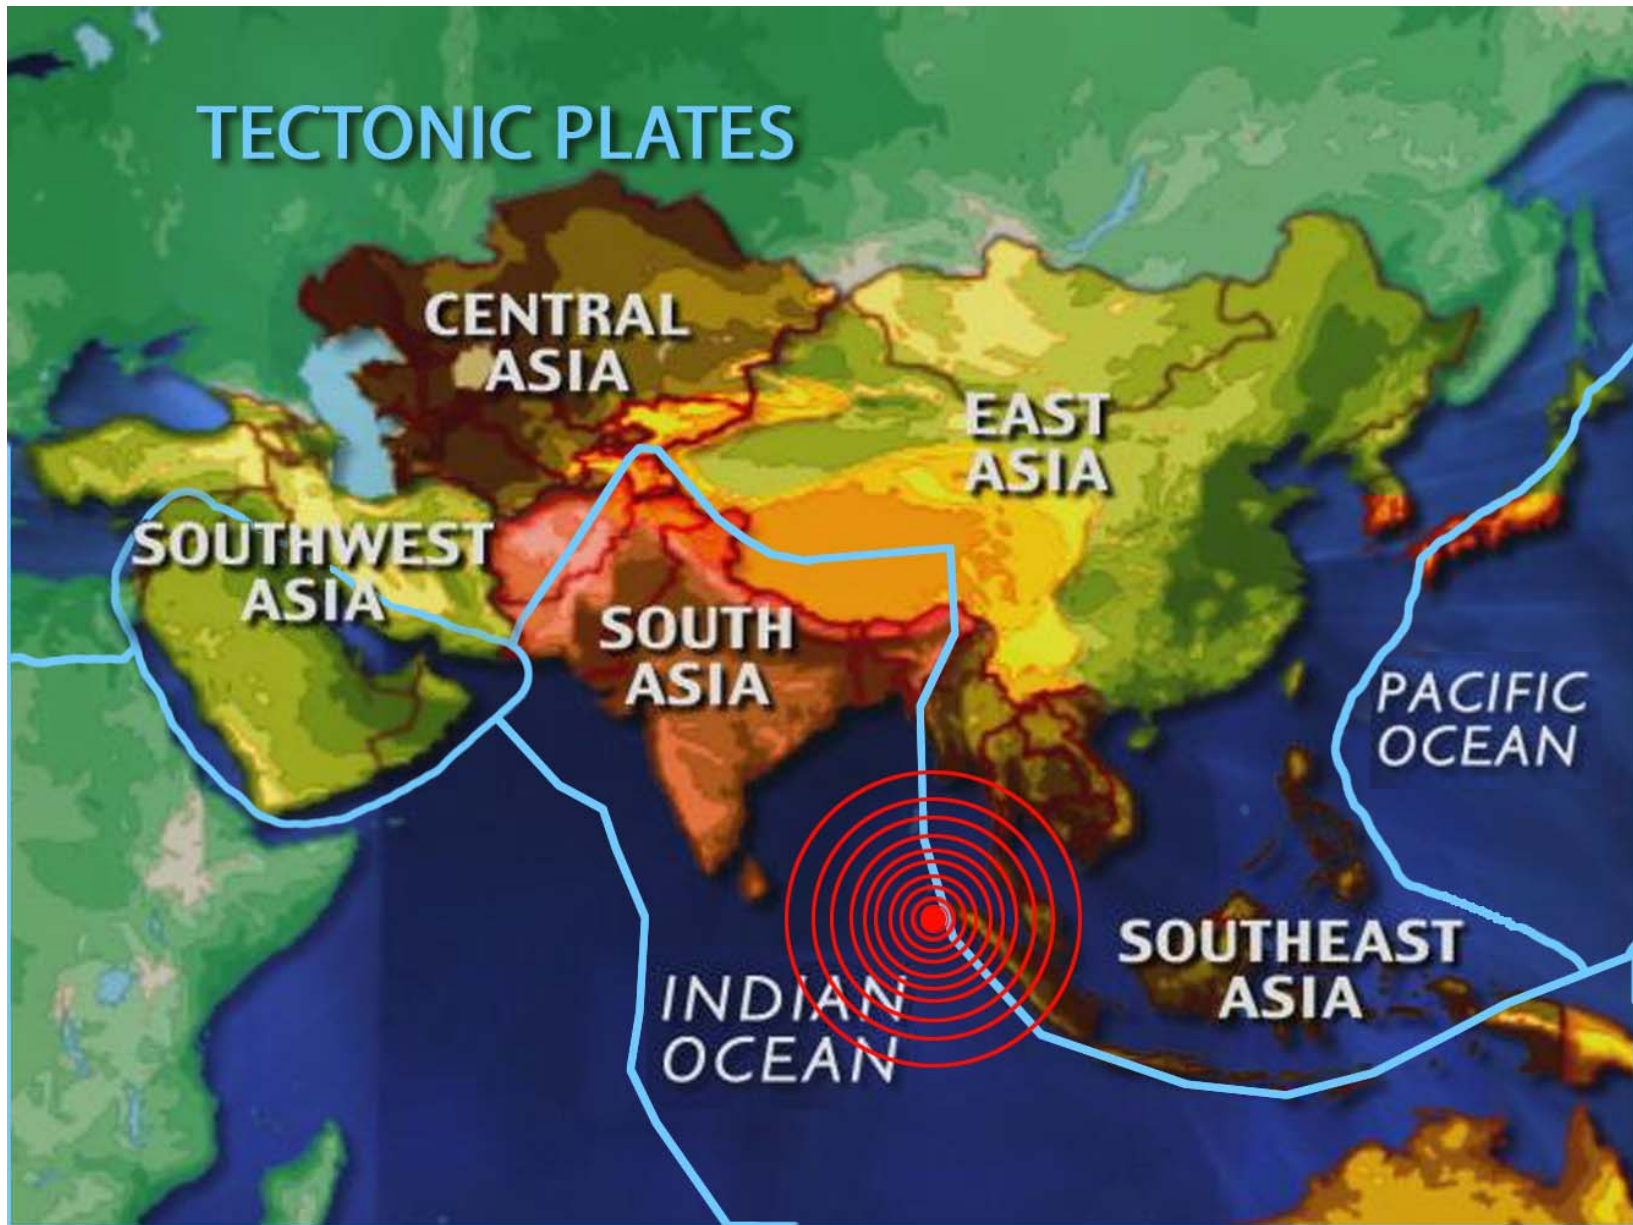 TECTONIC PLATES
CENTRAL
ASIA
EAST
ASIA
SOUTHWEST
ASIA
SOUTH
ASIA
PACIFIC
OCEAN
SOUTHEAST
ASIA
INDIAN
OCEAN